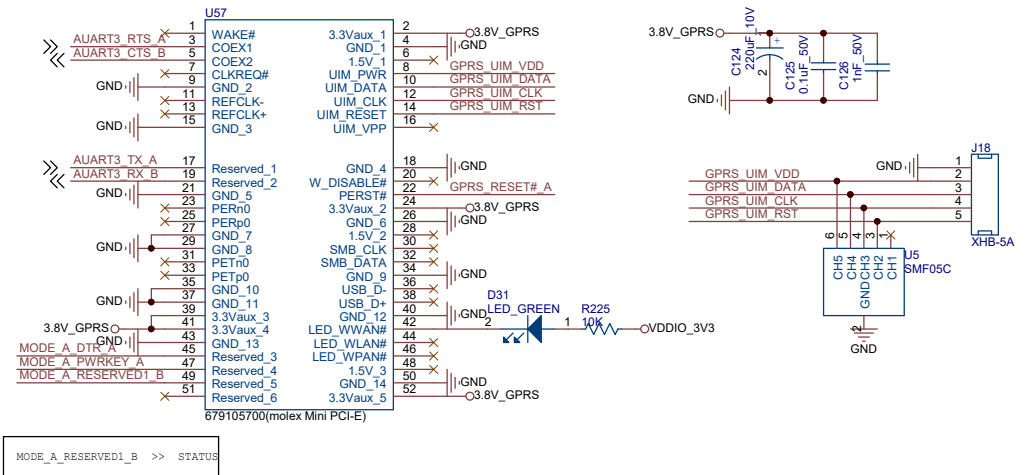 U57
1 WAKE# 3.3Vaux_1 2 3.8V_GPRS
AUART3_RTS_A 3 COEX1 GND_1 4 GND
AUART3_CTS_B 5 COEX2 1.5V_1 6
7 CLKREQ# UIM_PWR 8 GPRS_UIM_VDD
GND 9 GND_2 UIM_DATA 10 GPRS_UIM_DATA
11 REFCLK- UIM_CLK 12 GPRS_UIM_CLK
13 REFCLK+ UIM_RESET 14 GPRS_UIM_RST
GND 15 GND_3 UIM_VPP 16
AUART3_TX_A 17 Reserved_1 GND_4 18 GND
AUART3_RX_B 19 Reserved_2 W_DISABLE# 20
GND 21 GND_5 PERST# 22 GPRS_RESET#_A
23 PERn0 3.3Vaux_2 24 3.8V_GPRS
25 PERp0 GND_6 26 GND
27 GND_7 1.5V_2 28
GND 29 GND_8 SMB_CLK 30
31 PETn0 SMB_DATA 32
33 PETp0 GND_9 34 GND
35 GND_10 USB_D- 36
GND 37 GND_11 USB_D+ 38
39 3.3Vaux_3 GND_12 40 GND
3.8V_GPRS 41 3.3Vaux_4 LED_WWAN# 42
GND 43 GND_13 LED_WLAN# 44
MODE_A_DTR_A 45 Reserved_3 LED_WPAN# 46
MODE_A_PWRKEY_A 47 Reserved_4 1.5V_3 48
MODE_A_RESERVED1_B 49 Reserved_5 GND_14 50 GND
51 Reserved_6 3.3Vaux_5 52 3.8V_GPRS
679105700(molex Mini PCI-E)
D31
LED_GREEN
2 1
R225
10K
VDDIO_3V3
3.8V_GPRS
C124
220uF_10V
+
2
C125
0.1uF_50V
C126
1nF_50V
GND
J18
GND 1
GPRS_UIM_VDD 2
GPRS_UIM_DATA 3
GPRS_UIM_CLK 4
GPRS_UIM_RST 5
XHB-5A
6 5 4 3 1
CH5 CH4 CH3 CH2 CH1
GND
U5
SMF05C
2
GND
MODE_A_RESERVED1_B >> STATUS